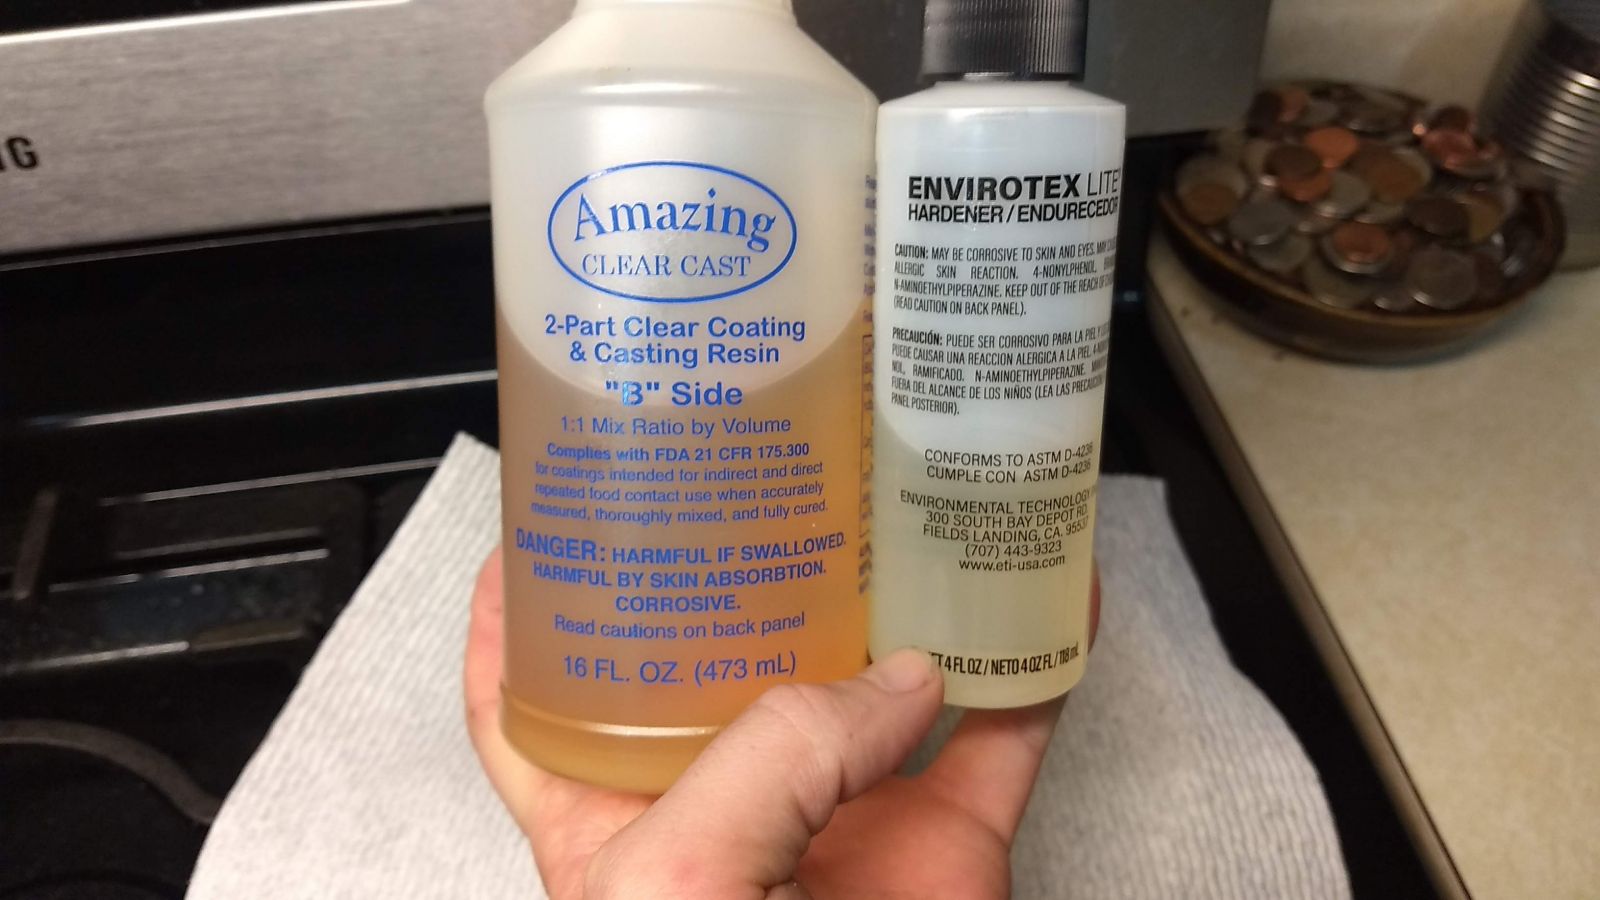 Amazing
CLEAR CAST
2-Part Clear Coating
& Casting Resin
"B" Side
1:1 Mix Ratio by Volume
Complies with FDA 21 CFR 175.300
for coatings intended for indirect and direct
repeated food contact use when accurately
measured, thoroughly mixed, and fully cured.
DANGER: HARMFUL IF SWALLOWED.
HARMFUL BY SKIN ABSORBTION.
CORROSIVE.
Read cautions on back panel
16 FL. OZ. (473 mL)
ENVIROTEX LITE
HARDENER / ENDURECEDOR
CAUTION: MAY BE CORROSIVE TO SKIN AND EYES. MAY
ALLERGIC SKIN REACTION. 4-NONYLPHENOL,
N-AMINOETHYLPIPERAZINE. KEEP OUT OF THE REACH OF
(READ CAUTION ON BACK PANEL).
PRECAUCIÓN: PUEDE SER CORROSIVO PARA LA PIEL Y
PUEDE CAUSAR UNA REACCION ALERGICA A LA PIEL.
NOL, RAMIFICADO. N-AMINOETHYLPIPERAZINE.
FUERA DEL ALCANCE DE LOS NIÑOS (LEA LAS
PANEL POSTERIOR).
CONFORMS TO ASTM D-4236
CUMPLE CON ASTM D-4236
ENVIRONMENTAL TECHNOLOGY
300 SOUTH BAY DEPOT RD.
FIELDS LANDING, CA. 95537
(707) 443-9323
www.eti-usa.com
4 FL OZ / NETO 4 OZ FL / 118 mL